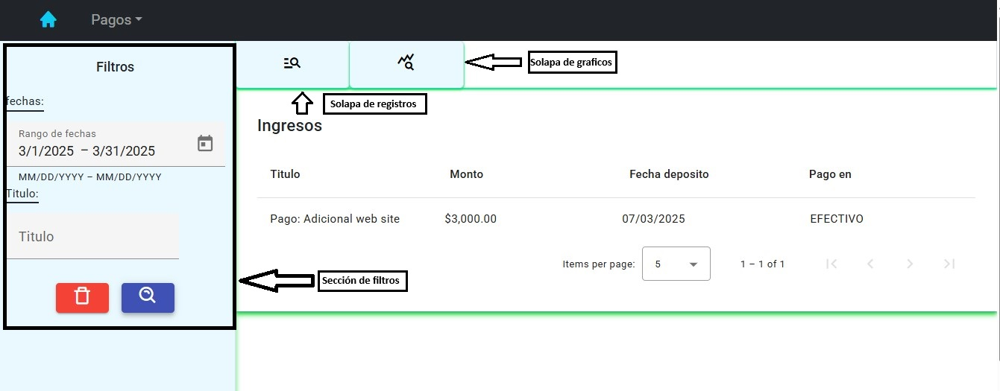 Pagos
Filtros
fechas:
Rango de fechas
3/1/2025 – 3/31/2025
MM/DD/YYYY – MM/DD/YYYY
Titulo:
Titulo
Solapa de graficos
Solapa de registros
Sección de filtros
Ingresos
Titulo Monto Fecha deposito Pago en
Pago: Adicional web site $3,000.00 07/03/2025 EFECTIVO
Items per page: 5 1 – 1 of 1